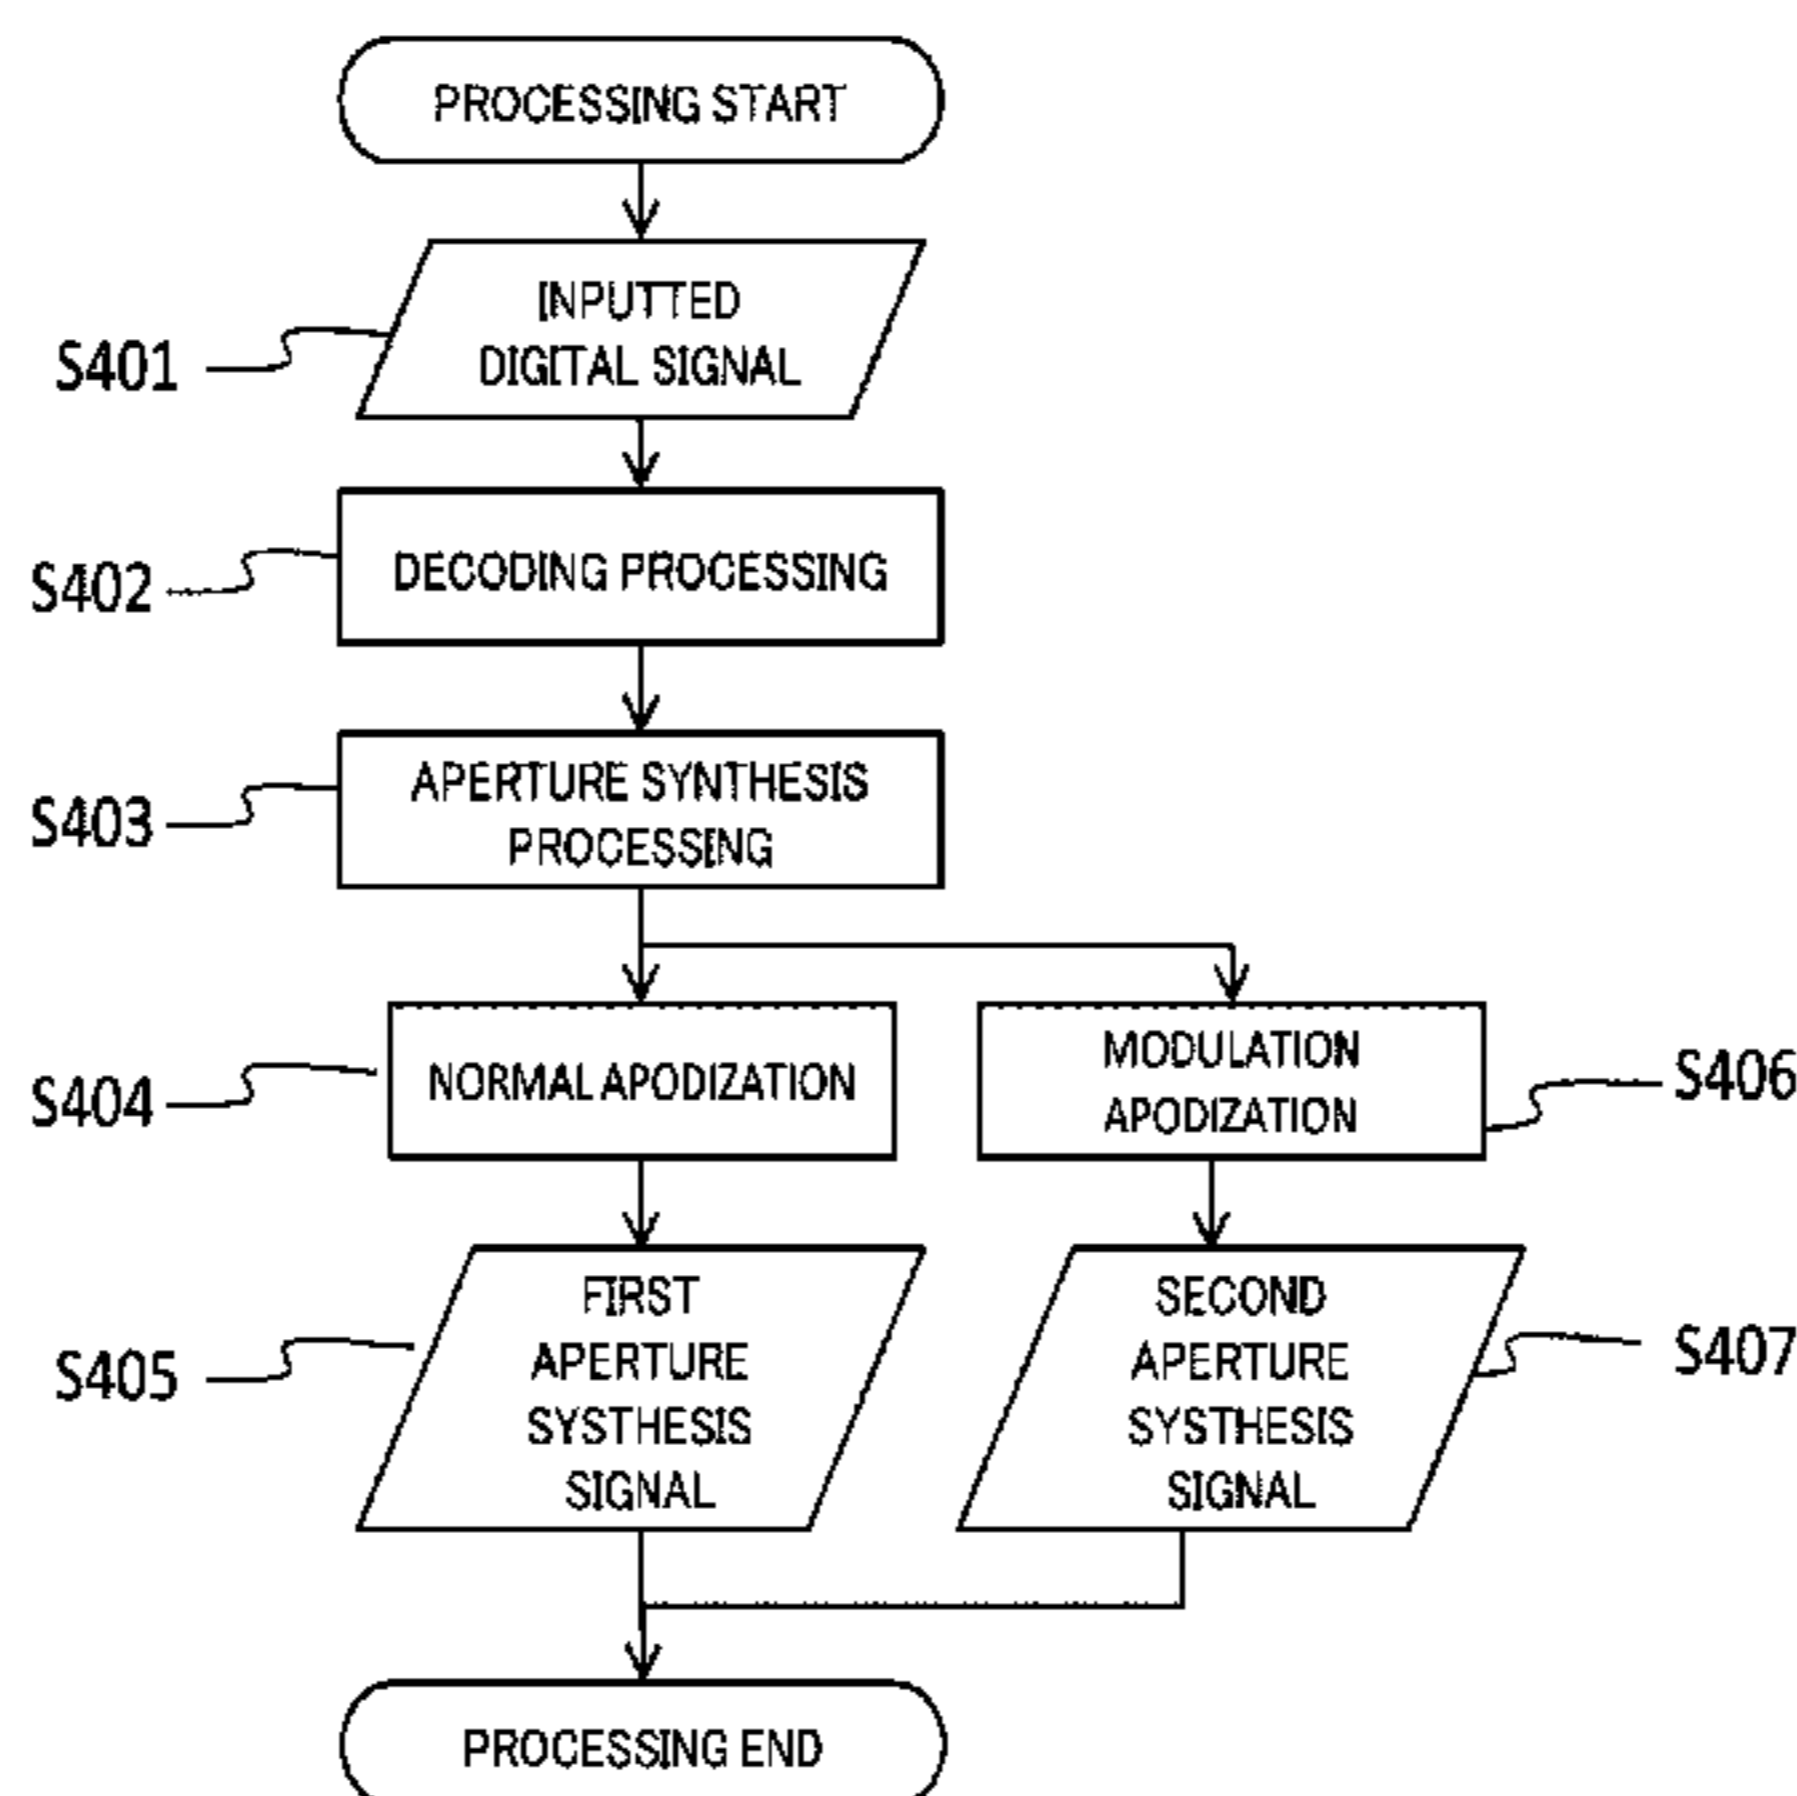 PROCESSING START
INPUTTED
DIGITAL SIGNAL
S401
DECODING PROCESSING
S402
APERTURE SYNTHESIS
PROCESSING
S403
NORMAL APODIZATION
S404
MODULATION
APODIZATION
S406
FIRST
APERTURE
SYSTHESIS
SIGNAL
S405
SECOND
APERTURE
SYSTHESIS
SIGNAL
S407
PROCESSING END